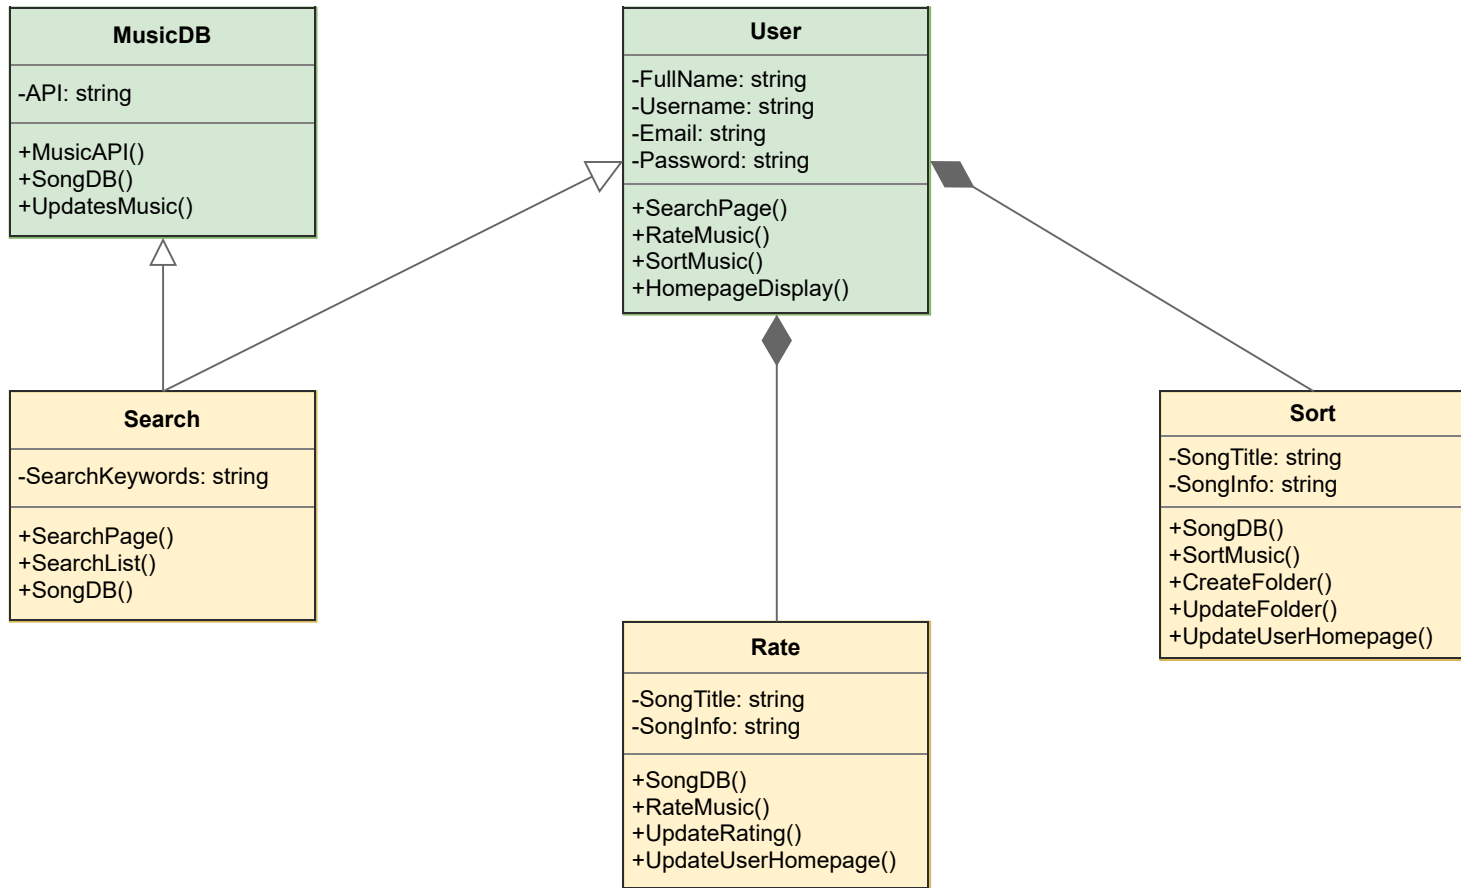 MusicDB
-API: string
+MusicAPI()
+SongDB()
+UpdatesMusic()
User
-FullName: string
-Username: string
-Email: string
-Password: string
+SearchPage()
+RateMusic()
+SortMusic()
+HomepageDisplay()
Search
-SearchKeywords: string
+SearchPage()
+SearchList()
+SongDB()
Rate
-SongTitle: string
-SongInfo: string
+SongDB()
+RateMusic()
+UpdateRating()
+UpdateUserHomepage()
Sort
-SongTitle: string
-SongInfo: string
+SongDB()
+SortMusic()
+CreateFolder()
+UpdateFolder()
+UpdateUserHomepage()